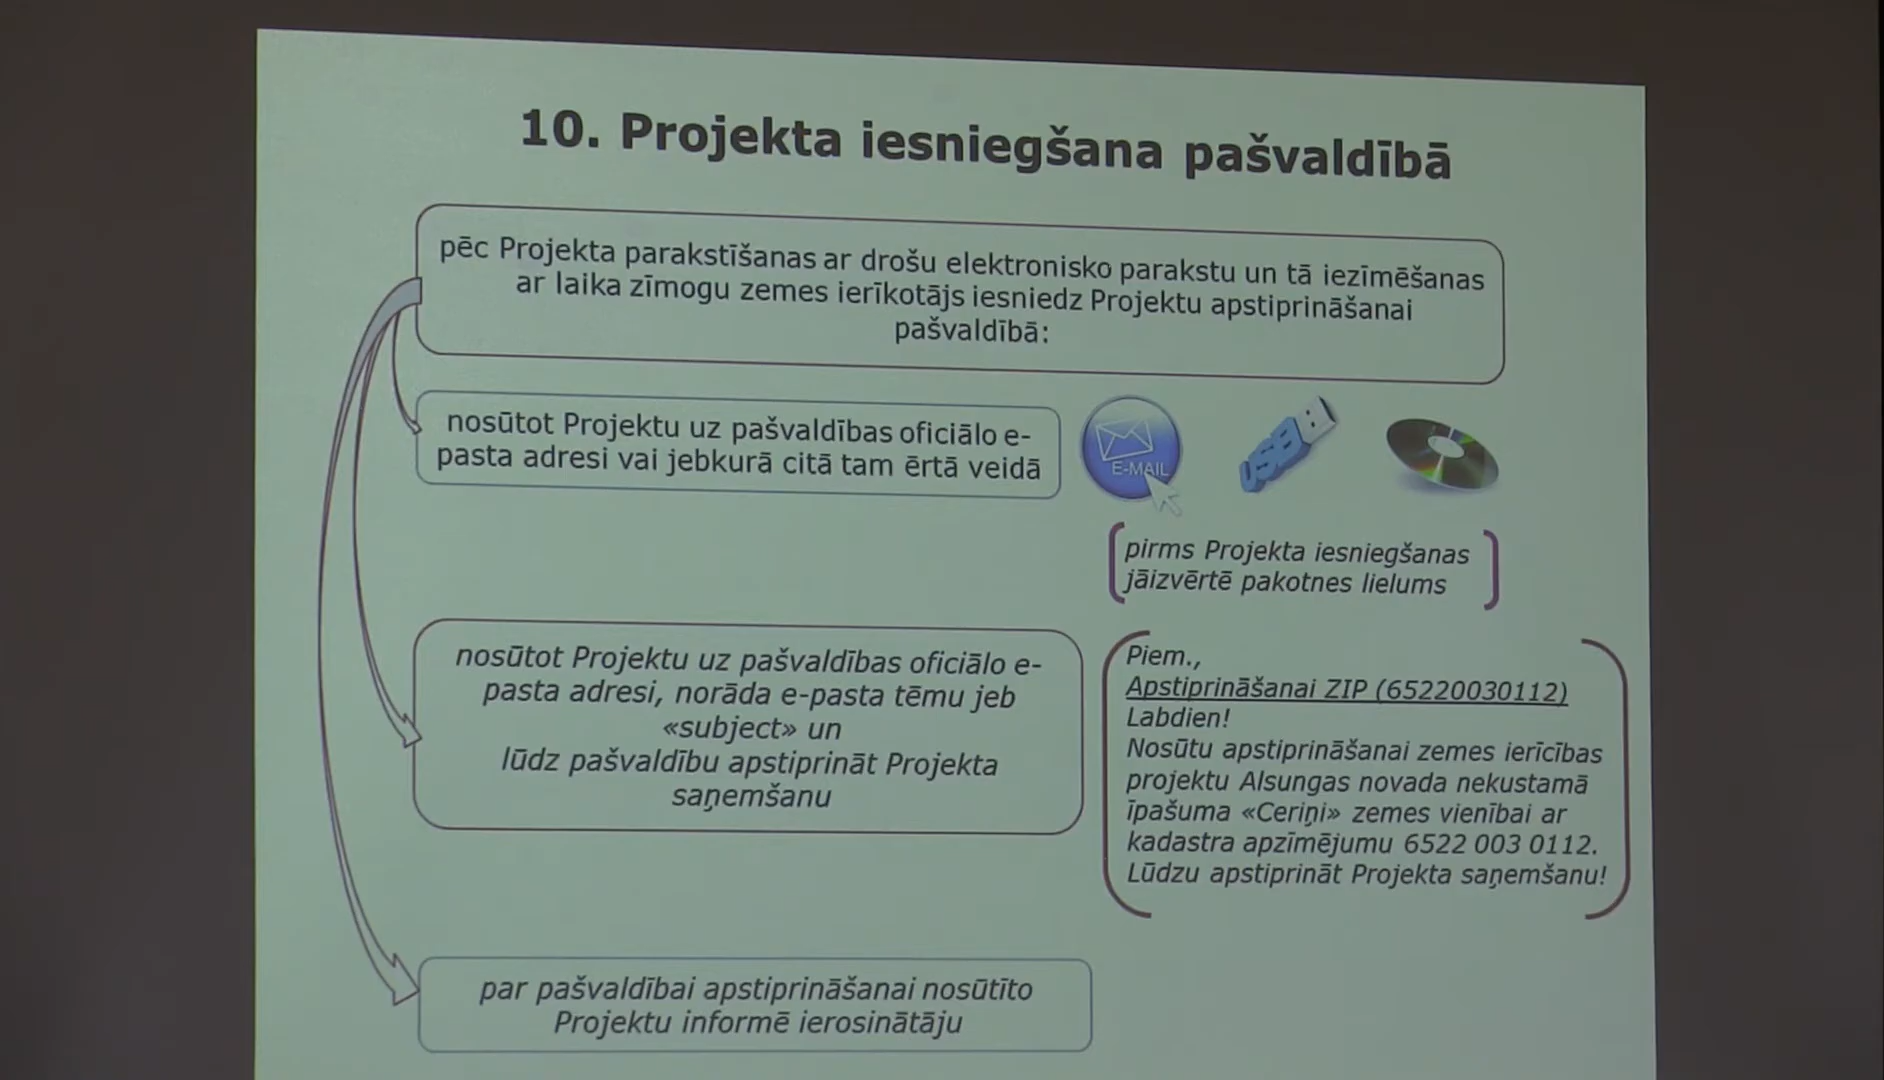 10. Projekta iesniegšana pašvaldībā
pēc Projekta parakstīšanas ar drošu elektronisko parakstu un tā iezīmēšanas
ar laika zīmogu zemes ierīkotājs iesniedz Projektu apstiprināšanai
pašvaldībā:
nosūtot Projektu uz pašvaldības oficiālo e-
pasta adresi vai jebkurā citā tam ērtā veidā
E-MAIL
USB
pirms Projekta iesniegšanas
jāizvērtē pakotnes lielums
nosūtot Projektu uz pašvaldības oficiālo e-
pasta adresi, norāda e-pasta tēmu jeb
«subject» un
lūdz pašvaldību apstiprināt Projekta
saņemšanu
Piem.,
Apstiprināšanai ZIP (65220030112)
Labdien!
Nosūtu apstiprināšanai zemes ierīcības
projektu Alsungas novada nekustamā
īpašuma «Ceriņi» zemes vienībai ar
kadastra apzīmējumu 6522 003 0112.
Lūdzu apstiprināt Projekta saņemšanu!
par pašvaldībai apstiprināšanai nosūtīto
Projektu informē ierosinātāju